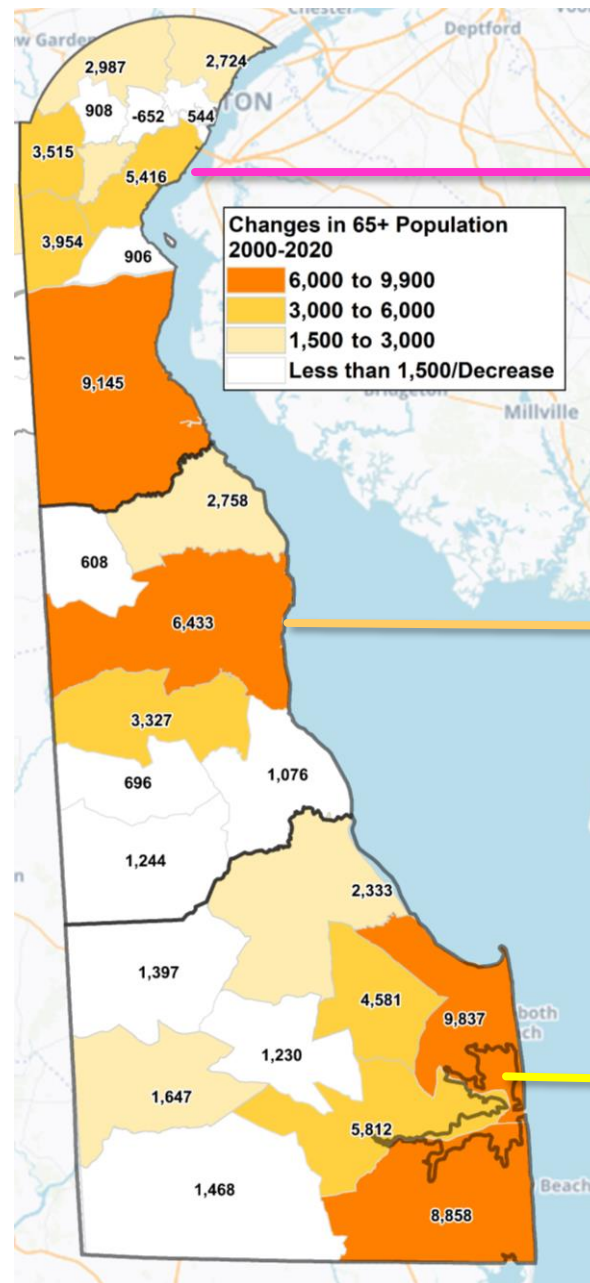 Chester
Deptford
ew Garden
2,987
2,724
TON
908
-652
544
3,515
5,416
3,954
906
Changes in 65+ Population
2000-2020
6,000 to 9,900
3,000 to 6,000
1,500 to 3,000
Less than 1,500/Decrease
Bridgeton
Millville
9,145
2,758
608
6,433
3,327
696
1,076
1,244
n
2,333
1,397
4,581
9,837
both
ch
1,230
1,647
5,812
Beach
1,468
8,858